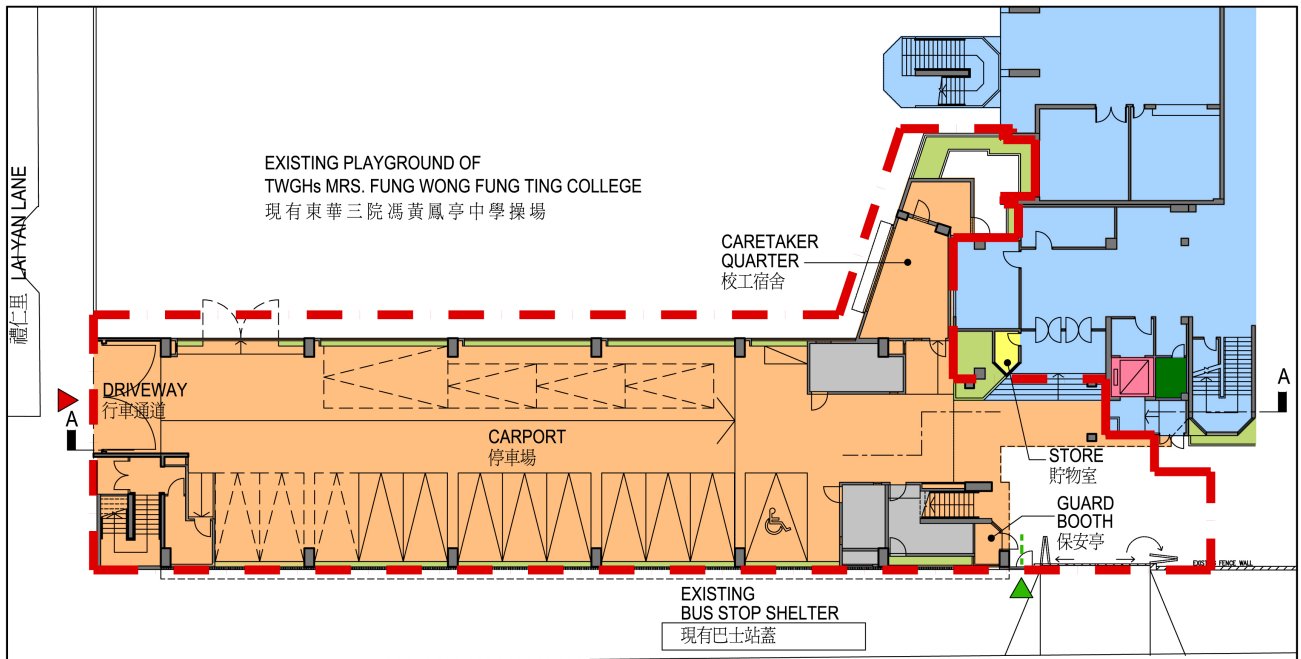 EXISTING PLAYGROUND OF
TWGHs MRS. FUNG WONG FUNG TING COLLEGE
現有東華三院馮黃鳳亭中學操場
LAI YAN LANE
禮仁里
CARETAKER
QUARTER
校工宿舍
DRIVEWAY
行車通道
A
A
CARPORT
停車場
STORE
貯物室
GUARD
BOOTH
保安亭
EXISTING FENCE WALL
EXISTING
BUS STOP SHELTER
現有巴士站蓋